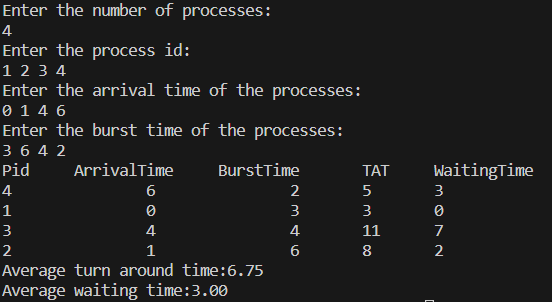 Enter the number of processes:
4
Enter the process id:
1 2 3 4
Enter the arrival time of the processes:
0 1 4 6
Enter the burst time of the processes:
3 6 4 2
Pid ArrivalTime BurstTime TAT WaitingTime
4 6 2 5 3
1 0 3 3 0
3 4 4 11 7
2 1 6 8 2
Average turn around time:6.75
Average waiting time:3.00